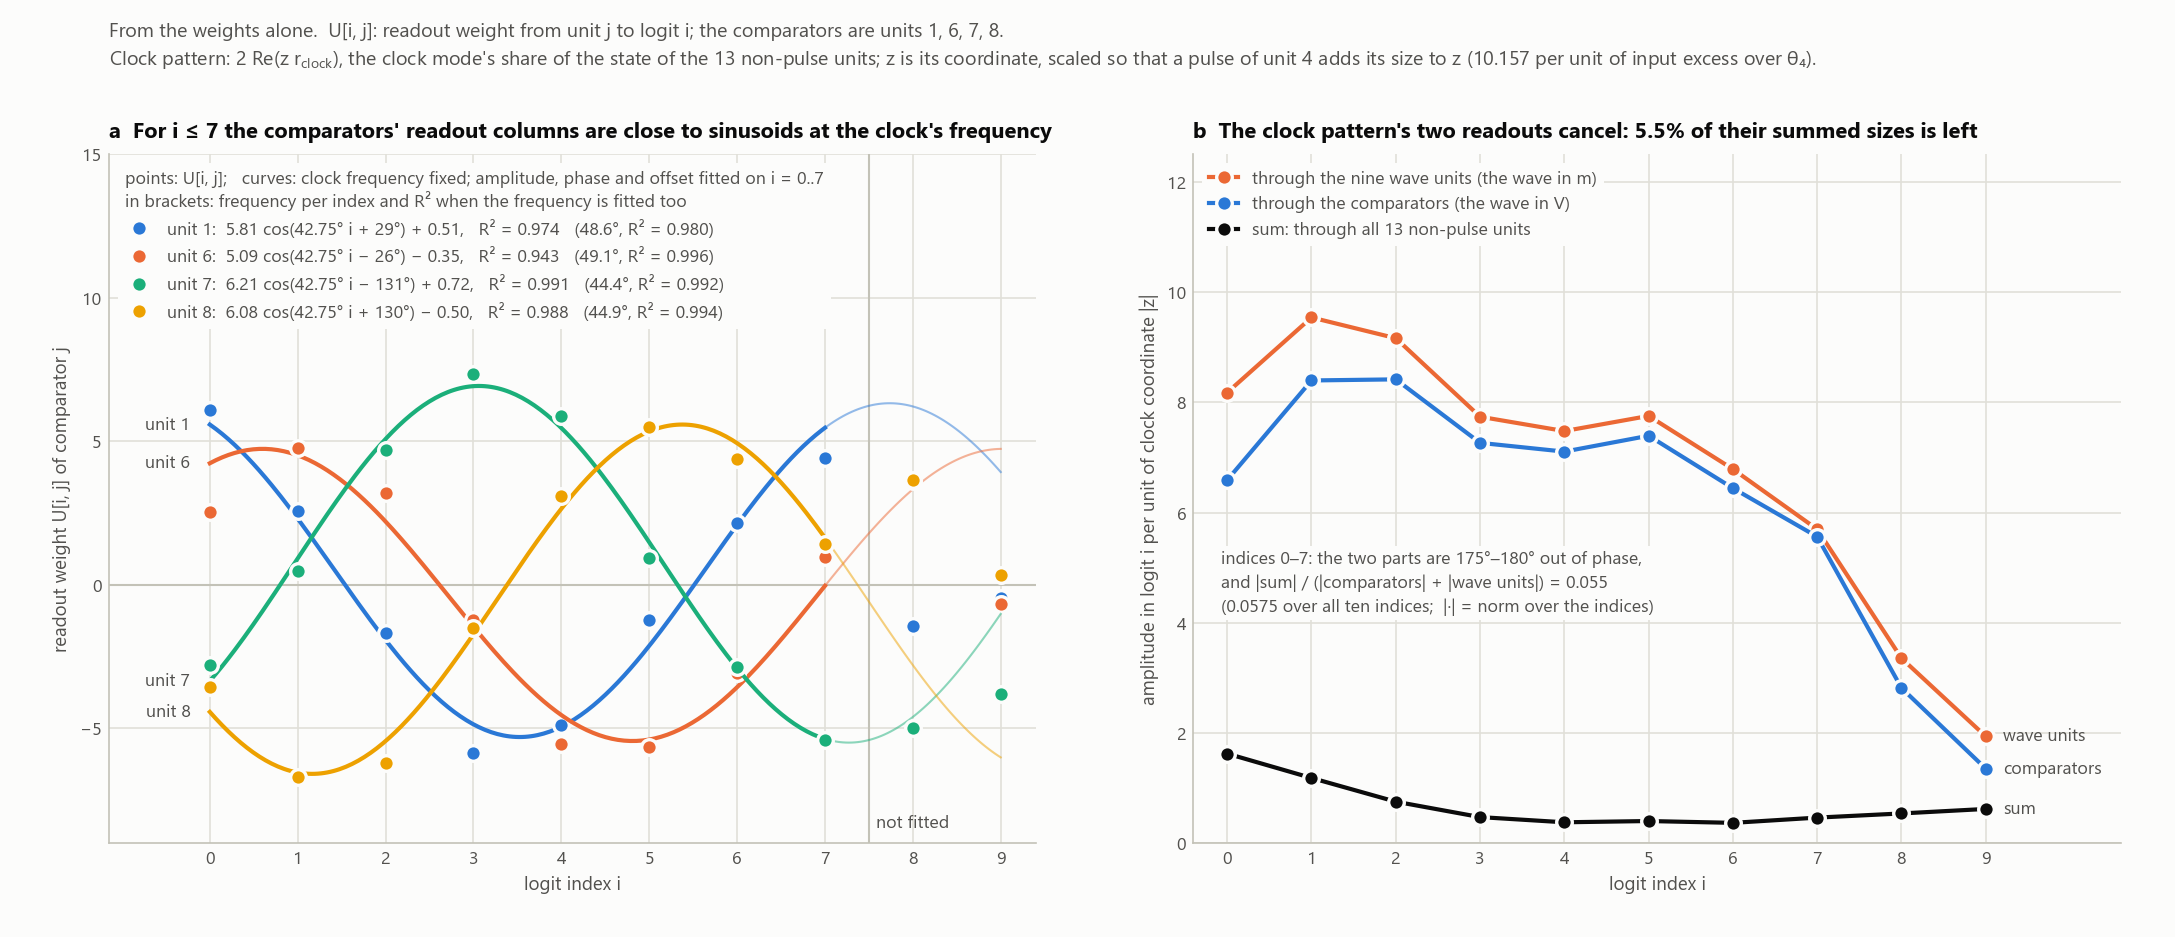 From the weights alone.  U[i, j]: readout weight from unit j to logit i; the comparators are units 1, 6, 7, 8.
Clock pattern: 2 Re(z r_clock), the clock mode's share of the state of the 13 non-pulse units; z is its coordinate, scaled so that a pulse of unit 4 adds its size to z (10.157 per unit of input excess over θ₄).
a  For i ≤ 7 the comparators' readout columns are close to sinusoids at the clock's frequency
points: U[i, j];   curves: clock frequency fixed; amplitude, phase and offset fitted on i = 0..7
in brackets: frequency per index and R² when the frequency is fitted too
unit 1:  5.81 cos(42.75° i + 29°) + 0.51,   R² = 0.974   (48.6°, R² = 0.980)
unit 6:  5.09 cos(42.75° i − 26°) − 0.35,   R² = 0.943   (49.1°, R² = 0.996)
unit 7:  6.21 cos(42.75° i − 131°) + 0.72,   R² = 0.991   (44.4°, R² = 0.992)
unit 8:  6.08 cos(42.75° i + 130°) − 0.50,   R² = 0.988   (44.9°, R² = 0.994)
15
10
5
0
−5
readout weight U[i, j] of comparator j
unit 1
unit 6
unit 7
unit 8
not fitted
0 1 2 3 4 5 6 7 8 9
logit index i
b  The clock pattern's two readouts cancel: 5.5% of their summed sizes is left
through the nine wave units (the wave in m)
through the comparators (the wave in V)
sum: through all 13 non-pulse units
12
10
8
6
4
2
0
amplitude in logit i per unit of clock coordinate |z|
indices 0–7: the two parts are 175°–180° out of phase,
and |sum| / (|comparators| + |wave units|) = 0.055
(0.0575 over all ten indices;  |·| = norm over the indices)
wave units
comparators
sum
0 1 2 3 4 5 6 7 8 9
logit index i